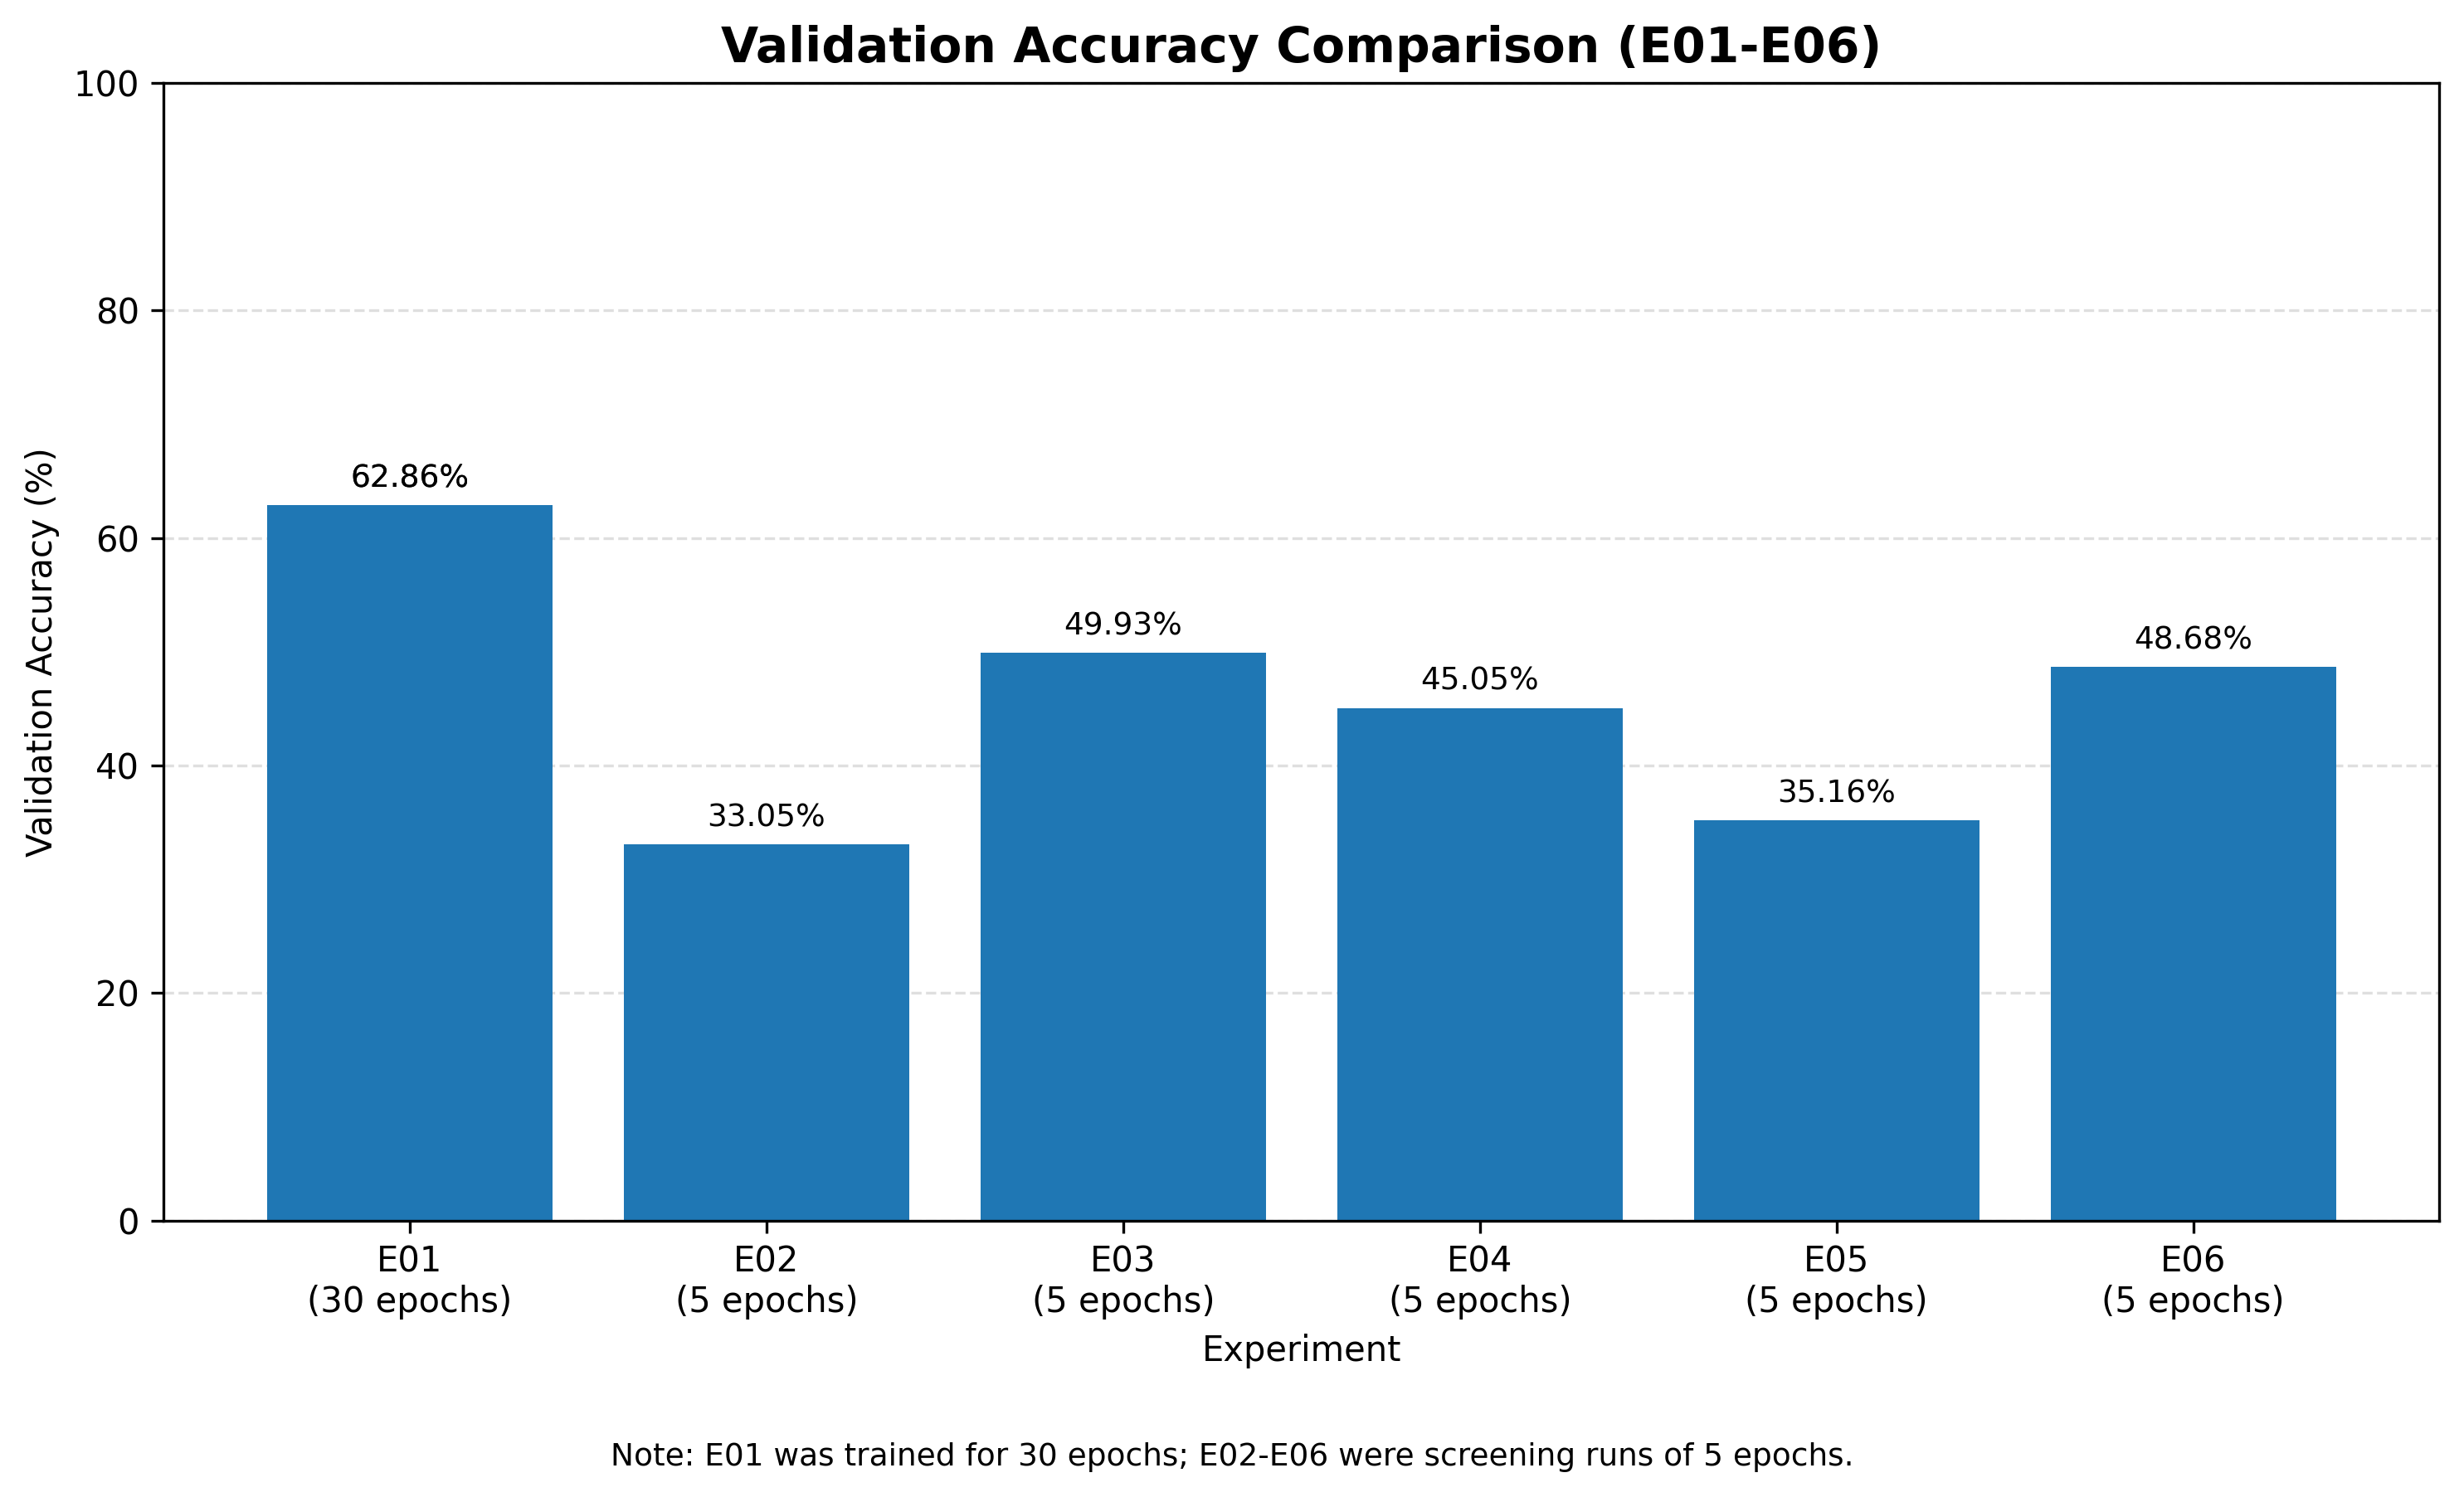 Validation Accuracy Comparison (E01-E06)
Validation Accuracy (%)
100
80
60
40
20
0
62.86%
33.05%
49.93%
45.05%
35.16%
48.68%
E01
(30 epochs)
E02
(5 epochs)
E03
(5 epochs)
E04
(5 epochs)
E05
(5 epochs)
E06
(5 epochs)
Experiment
Note: E01 was trained for 30 epochs; E02-E06 were screening runs of 5 epochs.